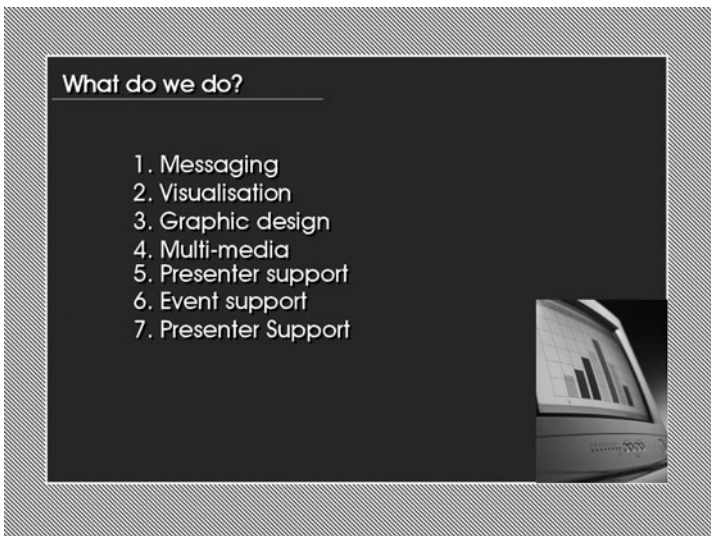 What do we do?
1. Messaging
2. Visualisation
3. Graphic design
4. Multi-media
5. Presenter support
6. Event support
7. Presenter Support